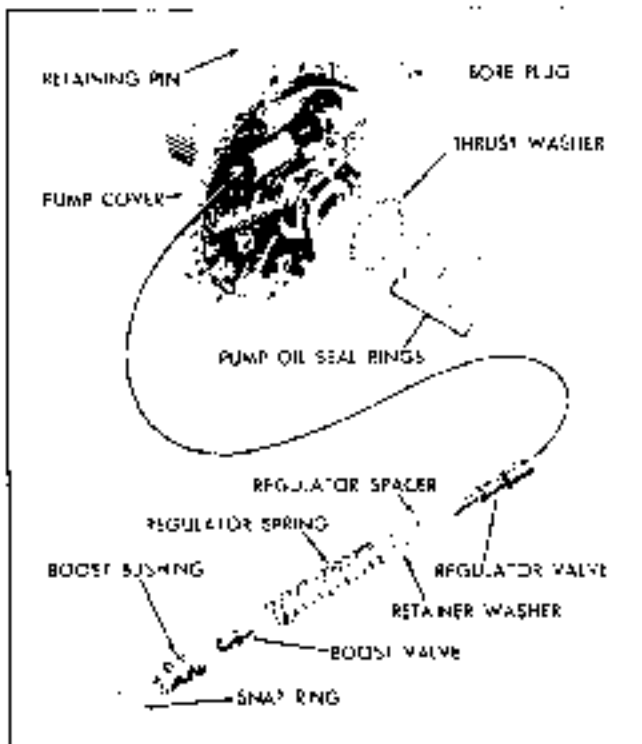 RETAINING PIN
BORE PLUG
THRUST WASHER
PUMP COVER
PUMP OIL SEAL RINGS
REGULATOR SPACER
REGULATOR SPRING
BOOST BUSHING
REGULATOR VALVE
RETAINER WASHER
BOOST VALVE
SNAP RING